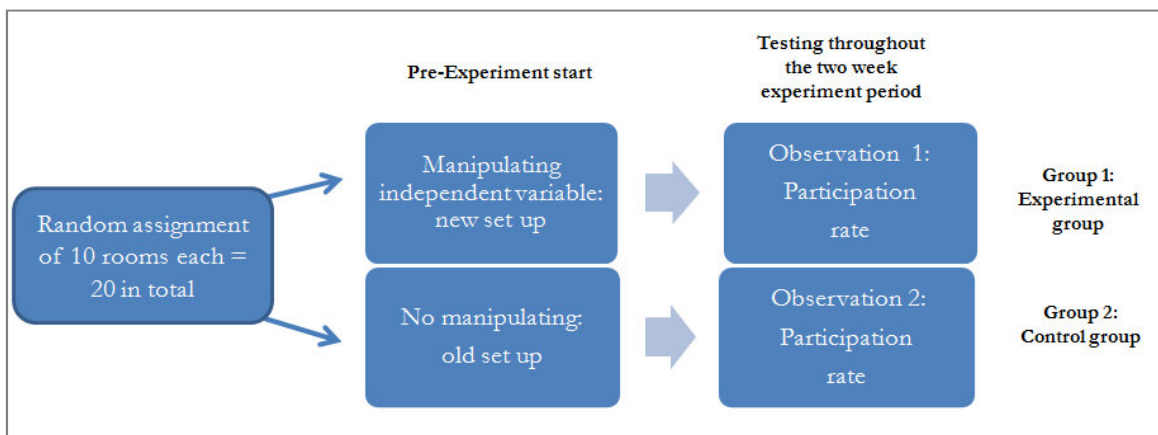 Pre-Experiment start
Testing throughout
the two week
experiment period
Random assignment
of 10 rooms each =
20 in total
Manipulating
independent variable:
new set up
Observation 1:
Participation
rate
Group 1:
Experimental
group
No manipulating:
old set up
Observation 2:
Participation
rate
Group 2:
Control group